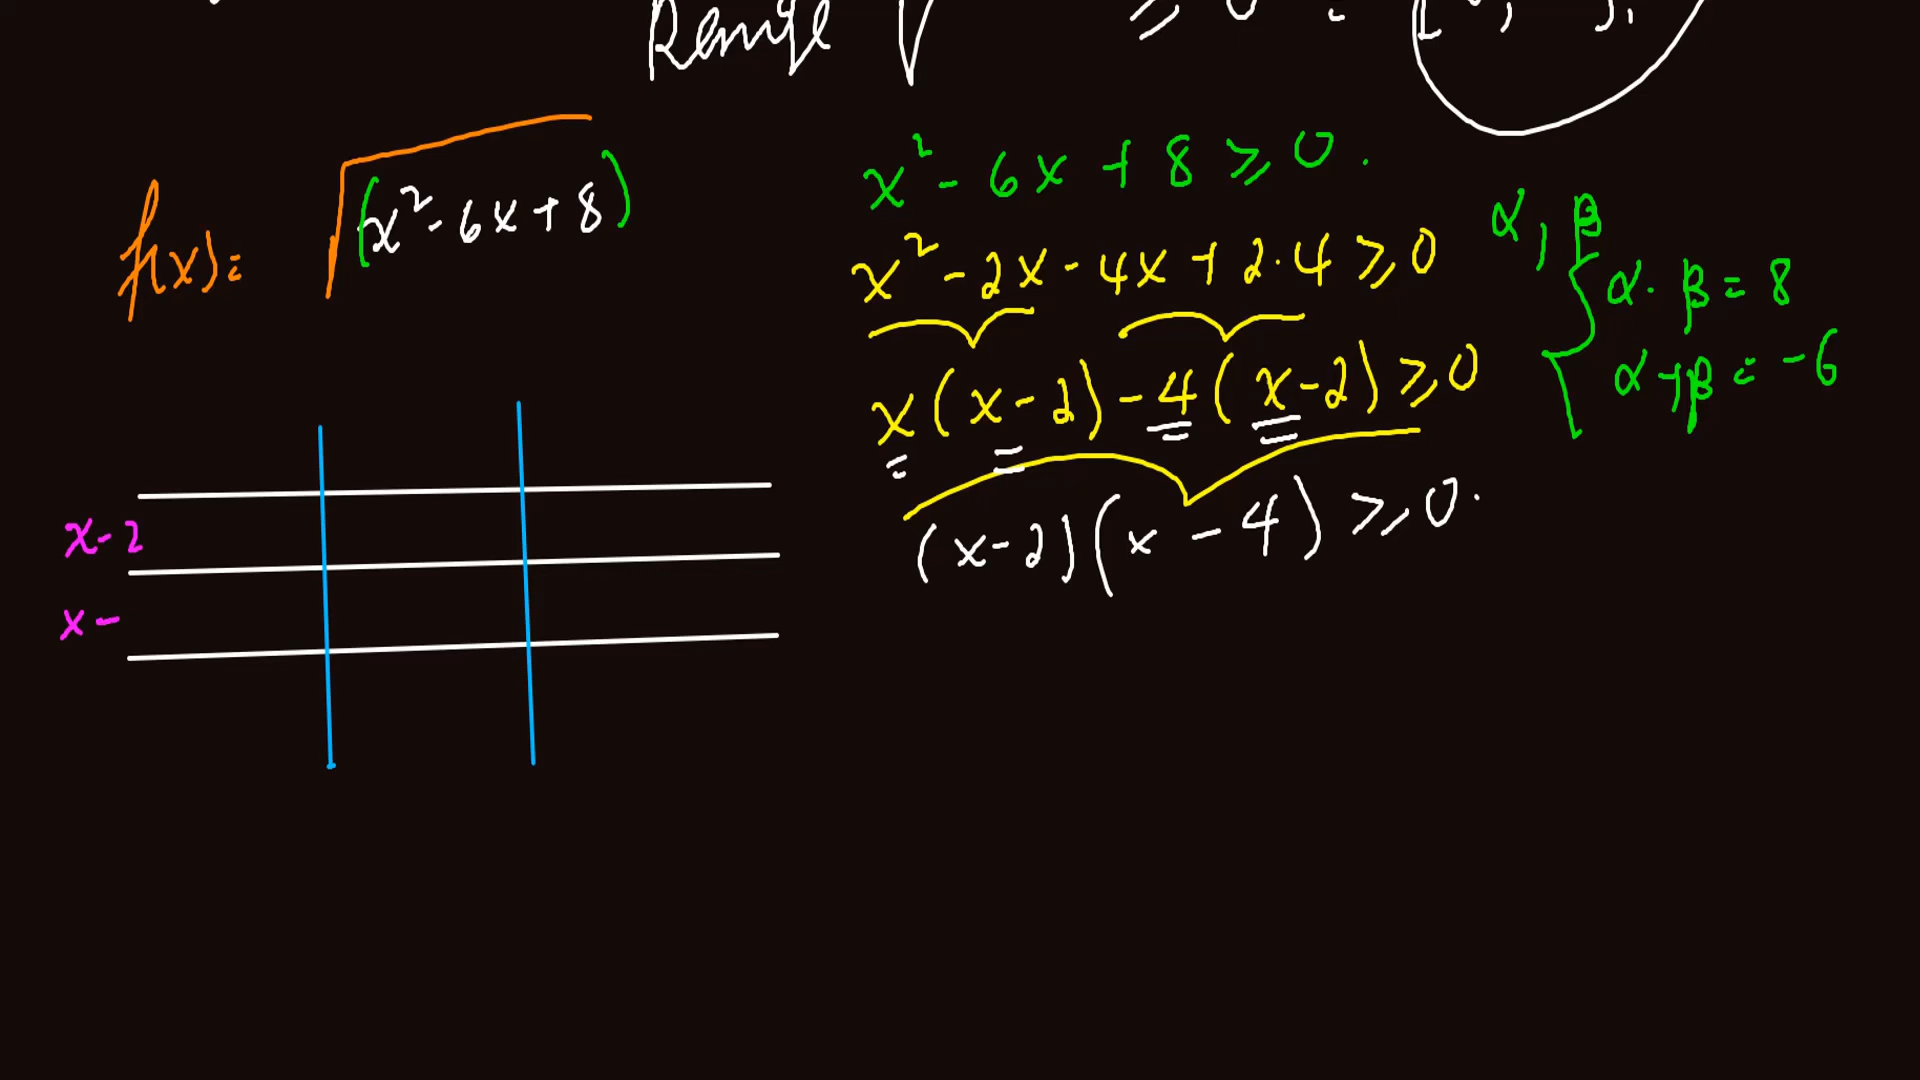 Range
≥ 0
f(x) = √(x² - 6x + 8)
x² - 6x + 8 ≥ 0.
x² - 2x - 4x + 2·4 ≥ 0
x(x - 2) - 4(x - 2) ≥ 0
(x - 2)(x - 4) ≥ 0.
α, β
α · β = 8
α + β = -6
x - 2
x -